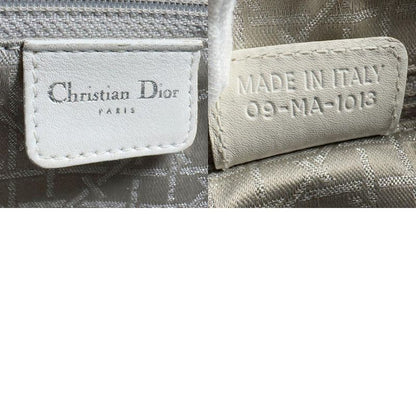 Christian Dior
PARIS
MADE IN ITALY
09-MA-1013